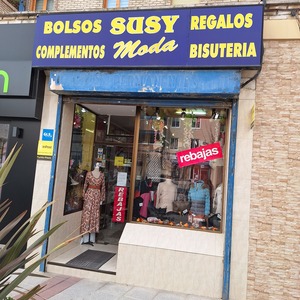 BOLSOS SUSY REGALOS
COMPLEMENTOS Moda BISUTERIA
rebajas
REBAJAS